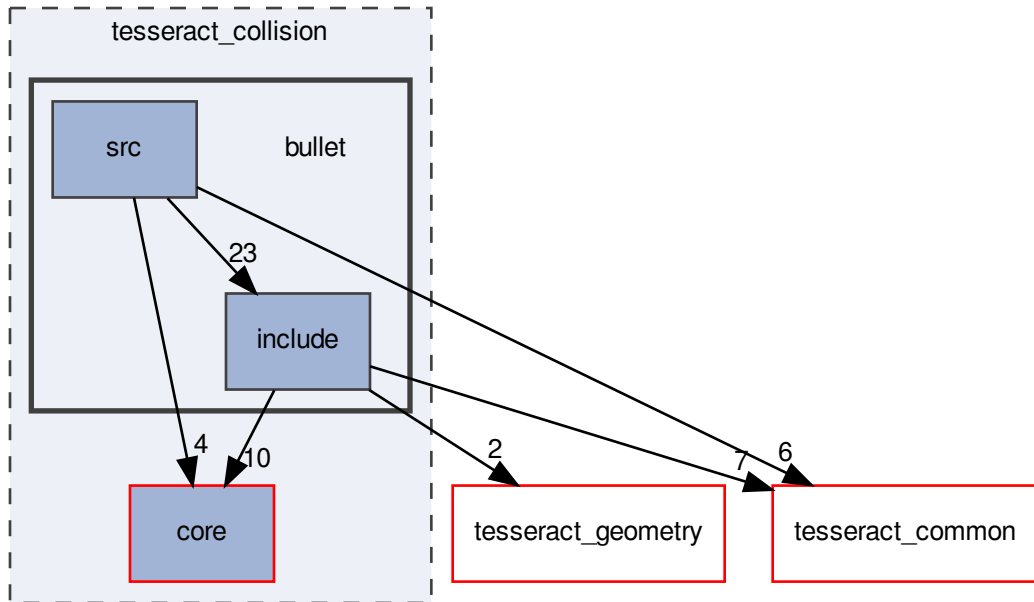 tesseract_collision
src
bullet
23
include
4
10
2
7
6
core
tesseract_geometry
tesseract_common